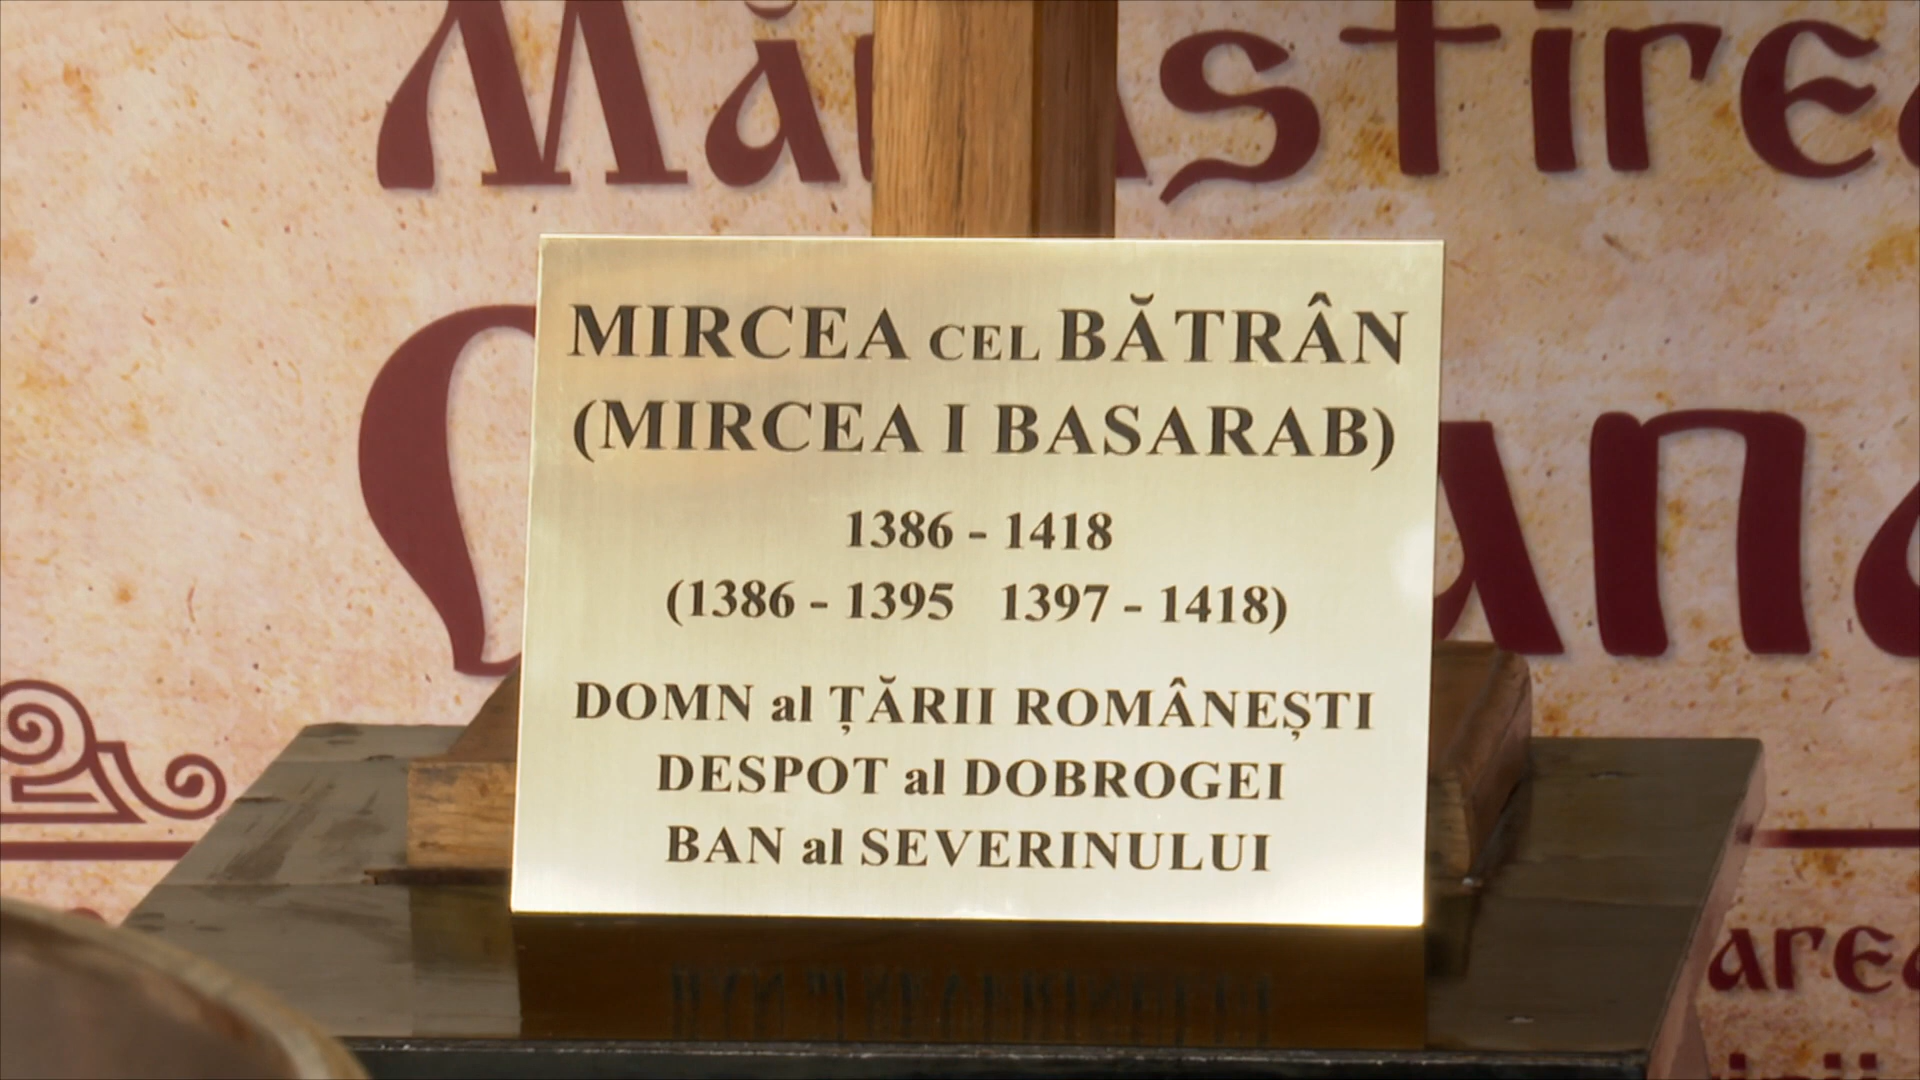 MIRCEA CEL BĂTRÂN
(MIRCEA I BASARAB)
1386 - 1418
(1386 - 1395 1397 - 1418)
DOMN al ȚĂRII ROMÂNEȘTI
DESPOT al DOBROGEI
BAN al SEVERINULUI